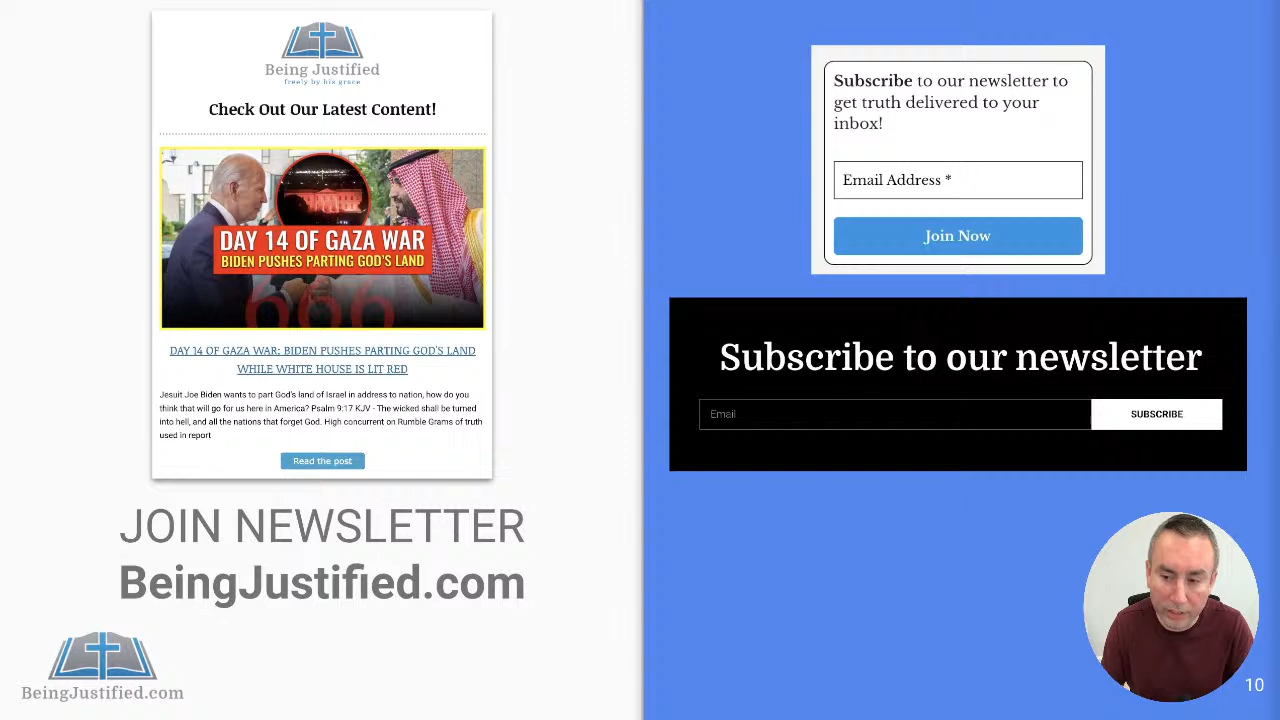 Being Justified
freely by his grace
Check Out Our Latest Content!
DAY 14 OF GAZA WAR
BIDEN PUSHES PARTING GOD'S LAND
666
DAY 14 OF GAZA WAR: BIDEN PUSHES PARTING GOD'S LAND
WHILE WHITE HOUSE IS LIT RED
Jesuit Joe Biden wants to part God's land of Israel in address to nation, how do you
think that will go for us here in America? Psalm 9:17 KJV - The wicked shall be turned
into hell, and all the nations that forget God. High concurrent on Rumble Grams of truth
used in report
Read the post
JOIN NEWSLETTER
BeingJustified.com
BeingJustified.com
Subscribe to our newsletter to
get truth delivered to your
inbox!
Email Address *
Join Now
Subscribe to our newsletter
Email
SUBSCRIBE
10